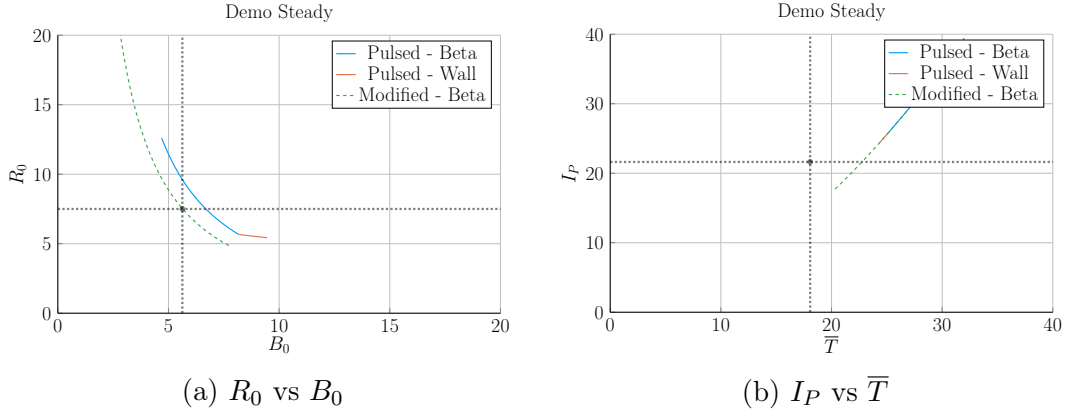 Demo Steady
20
15
10
5
0
R₀
0
5
10
15
20
B₀
Pulsed - Beta
Pulsed - Wall
Modified - Beta
(a) R₀ vs B₀
Demo Steady
40
30
20
10
0
I_P
0
10
20
30
40
T̅
Pulsed - Beta
Pulsed - Wall
Modified - Beta
(b) I_P vs T̅